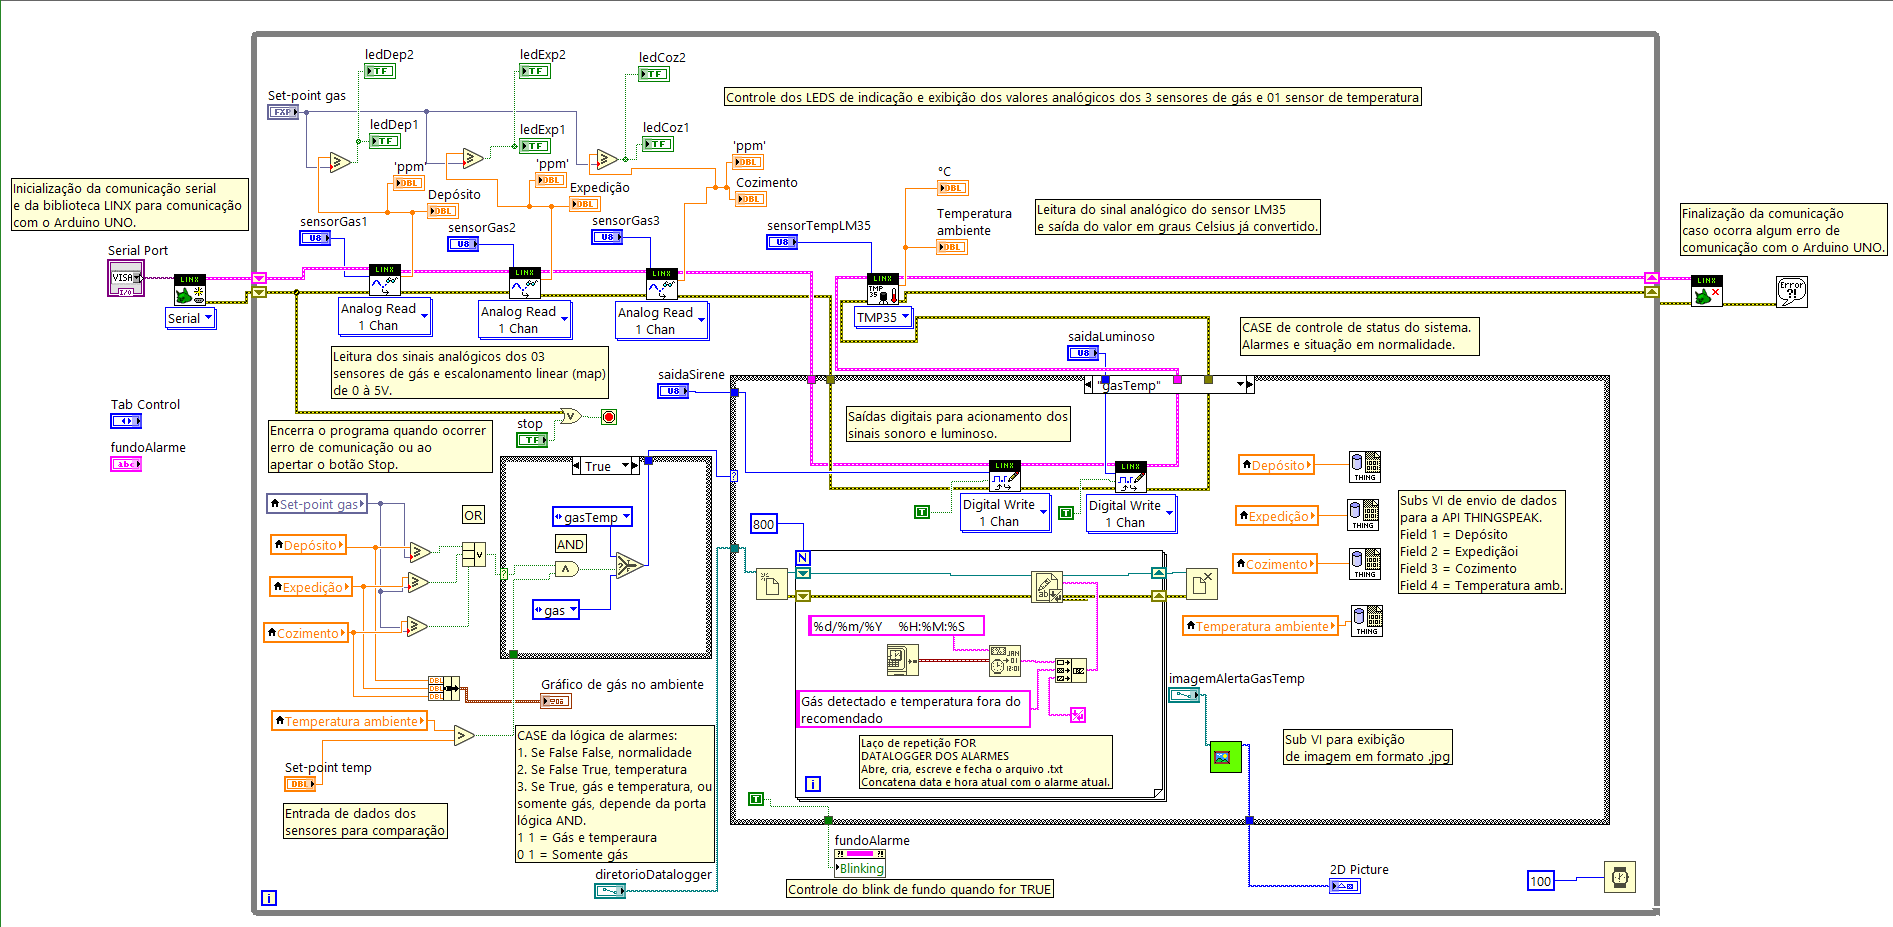 ledDep2
ledExp2
ledCoz2
Set-point gas
FXP
TF
TF
TF
Controle dos LEDS de indicação e exibição dos valores analógicos dos 3 sensores de gás e 01 sensor de temperatura
ledDep1
TF
ledExp1
TF
ledCoz1
TF
'ppm'
DBL
'ppm'
DBL
'ppm'
DBL
Depósito
DBL
Expedição
DBL
Cozimento
DBL
°C
DBL
Temperatura
ambiente
DBL
Inicialização da comunicação serial
e da biblioteca LINX para comunicação
com o Arduino UNO.
Leitura do sinal analógico do sensor LM35
e saída do valor em graus Celsius já convertido.
Finalização da comunicação
caso ocorra algum erro de
comunicação com o Arduino UNO.
sensorGas1
U8
sensorGas2
U8
sensorGas3
U8
sensorTempLM35
U8
Serial Port
VISA
I/O
LINX
Serial
LINX
Analog Read
1 Chan
LINX
Analog Read
1 Chan
LINX
Analog Read
1 Chan
LINX
TMP
35
TMP35
LINX
Error
?!
Leitura dos sinais analógicos dos 03
sensores de gás e escalonamento linear (map)
de 0 à 5V.
saidaLuminoso
U8
CASE de controle de status do sistema.
Alarmes e situação em normalidade.
saidaSirene
U8
"gasTemp"
Tab Control
fundoAlarme
abc
Encerra o programa quando ocorrer
erro de comunicação ou ao
apertar o botão Stop.
stop
TF
V
Saídas digitais para acionamento dos
sinais sonoro e luminoso.
True
LINX
Digital Write
1 Chan
LINX
Digital Write
1 Chan
T
T
Depósito
THING
Expedição
THING
Cozimento
THING
Temperatura ambiente
THING
Subs VI de envio de dados
para a API THINGSPEAK.
Field 1 = Depósito
Field 2 = Expediçãoi
Field 3 = Cozimento
Field 4 = Temperatura amb.
Set-point gas
OR
Depósito
Expedição
Cozimento
V
gasTemp
AND
gas
?
?
800
N
%d/%m/%Y %H:%M:%S
JAN
01
12:01
Gás detectado e temperatura fora do
recomendado
Laço de repetição FOR
DATALOGGER DOS ALARMES
Abre, cria, escreve e fecha o arquivo .txt
Concatena data e hora atual com o alarme atual.
i
DBL
DBL
DBL
Gráfico de gás no ambiente
Temperatura ambiente
Set-point temp
DBL
Entrada de dados dos
sensores para comparação
CASE da lógica de alarmes:
1. Se False False, normalidade
2. Se False True, temperatura
3. Se True, gás e temperatura, ou
somente gás, depende da porta
lógica AND.
1 1 = Gás e temperaura
0 1 = Somente gás
diretorioDatalogger
T
fundoAlarme
Blinking
Controle do blink de fundo quando for TRUE
imagemAlertaGasTemp
Sub VI para exibição
de imagem em formato .jpg
2D Picture
100
i